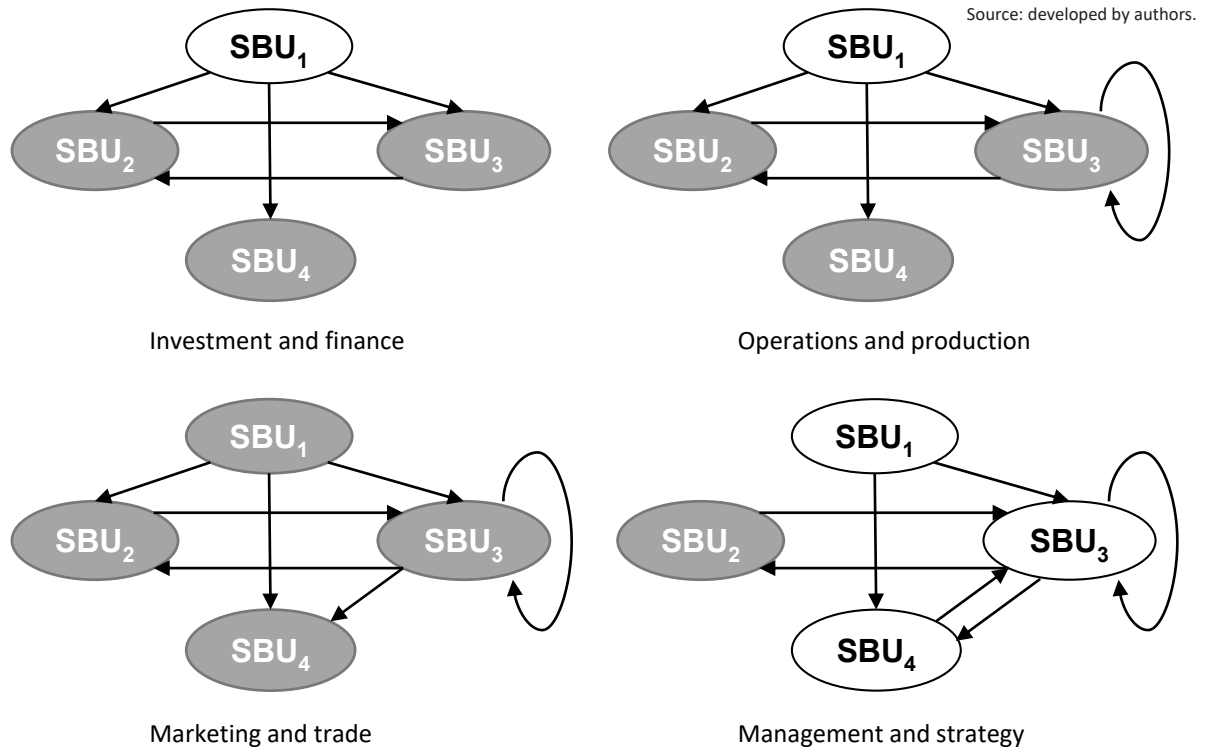 Source: developed by authors.
SBU₁
SBU₂ SBU₃
SBU₄
Investment and finance
SBU₁
SBU₂ SBU₃
SBU₄
Operations and production
SBU₁
SBU₂ SBU₃
SBU₄
Marketing and trade
SBU₁
SBU₂ SBU₃
SBU₄
Management and strategy